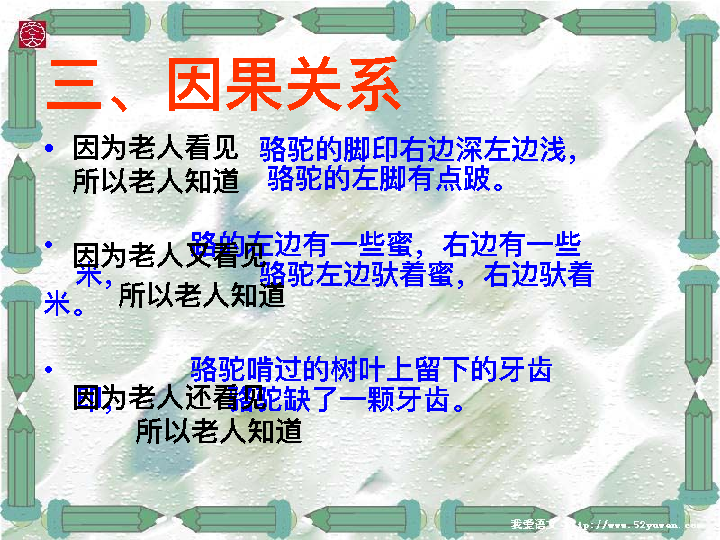 三、因果关系
• 因为老人看见 骆驼的脚印右边深左边浅,
所以老人知道 骆驼的左脚有点跛。
• 因为老人又看见 路的左边有一些蜜，右边有一些
米， 骆驼左边驮着蜜，右边驮着
米。 所以老人知道
• 骆驼啃过的树叶上留下的牙齿
因为老人还看见 印， 骆驼缺了一颗牙齿。
所以老人知道
我爱语文 http://www.52yuwen.com